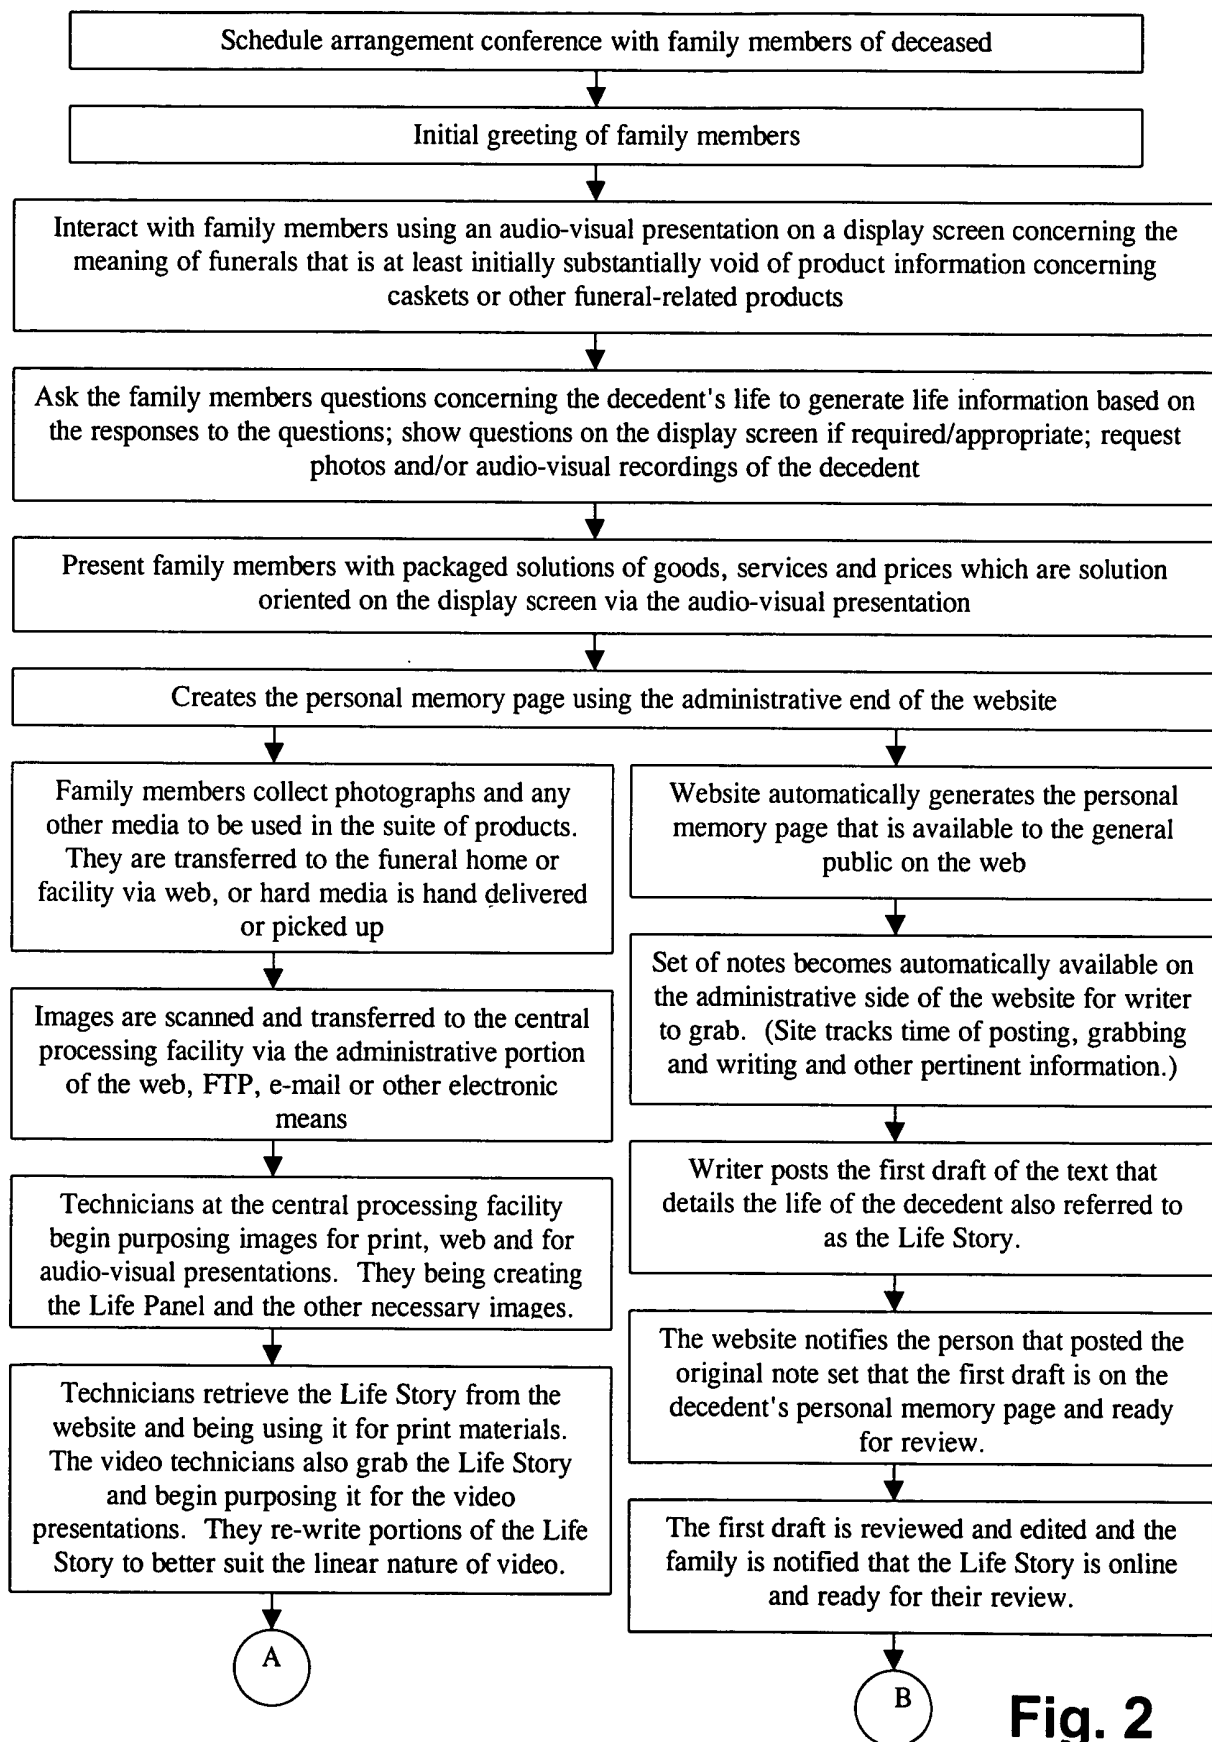 Schedule arrangement conference with family members of deceased
Initial greeting of family members
Interact with family members using an audio-visual presentation on a display screen concerning the
meaning of funerals that is at least initially substantially void of product information concerning
caskets or other funeral-related products
Ask the family members questions concerning the decedent's life to generate life information based on
the responses to the questions; show questions on the display screen if required/appropriate; request
photos and/or audio-visual recordings of the decedent
Present family members with packaged solutions of goods, services and prices which are solution
oriented on the display screen via the audio-visual presentation
Creates the personal memory page using the administrative end of the website
Family members collect photographs and any
other media to be used in the suite of products.
They are transferred to the funeral home or
facility via web, or hard media is hand delivered
or picked up
Images are scanned and transferred to the central
processing facility via the administrative portion
of the web, FTP, e-mail or other electronic
means
Technicians at the central processing facility
begin purposing images for print, web and for
audio-visual presentations. They being creating
the Life Panel and the other necessary images.
Technicians retrieve the Life Story from the
website and being using it for print materials.
The video technicians also grab the Life Story
and begin purposing it for the video
presentations. They re-write portions of the Life
Story to better suit the linear nature of video.
A
Website automatically generates the personal
memory page that is available to the general
public on the web
Set of notes becomes automatically available on
the administrative side of the website for writer
to grab. (Site tracks time of posting, grabbing
and writing and other pertinent information.)
Writer posts the first draft of the text that
details the life of the decedent also referred to
as the Life Story.
The website notifies the person that posted the
original note set that the first draft is on the
decedent's personal memory page and ready
for review.
The first draft is reviewed and edited and the
family is notified that the Life Story is online
and ready for their review.
B
Fig. 2